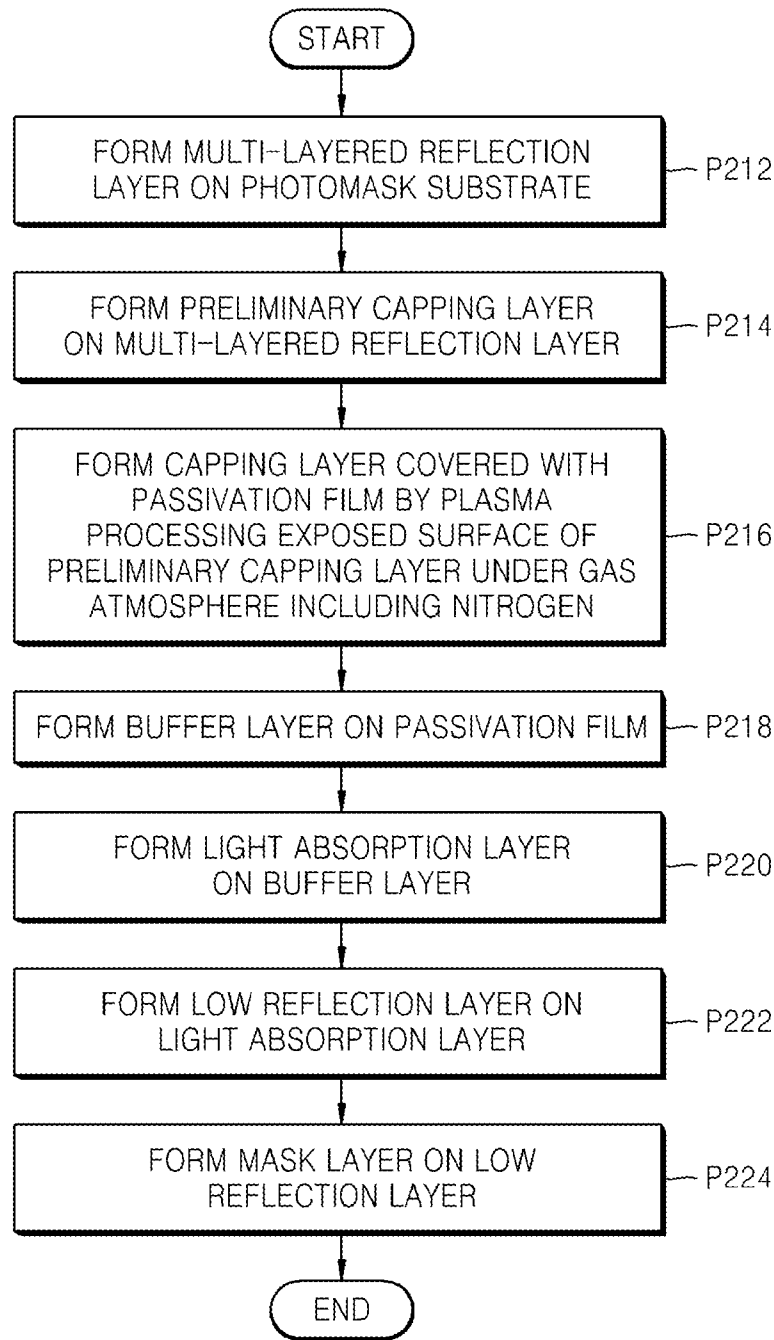 START
FORM MULTI-LAYERED REFLECTION
LAYER ON PHOTOMASK SUBSTRATE
P212
FORM PRELIMINARY CAPPING LAYER
ON MULTI-LAYERED REFLECTION LAYER
P214
FORM CAPPING LAYER COVERED WITH
PASSIVATION FILM BY PLASMA
PROCESSING EXPOSED SURFACE OF
PRELIMINARY CAPPING LAYER UNDER GAS
ATMOSPHERE INCLUDING NITROGEN
P216
FORM BUFFER LAYER ON PASSIVATION FILM
P218
FORM LIGHT ABSORPTION LAYER
ON BUFFER LAYER
P220
FORM LOW REFLECTION LAYER ON
LIGHT ABSORPTION LAYER
P222
FORM MASK LAYER ON LOW
REFLECTION LAYER
P224
END